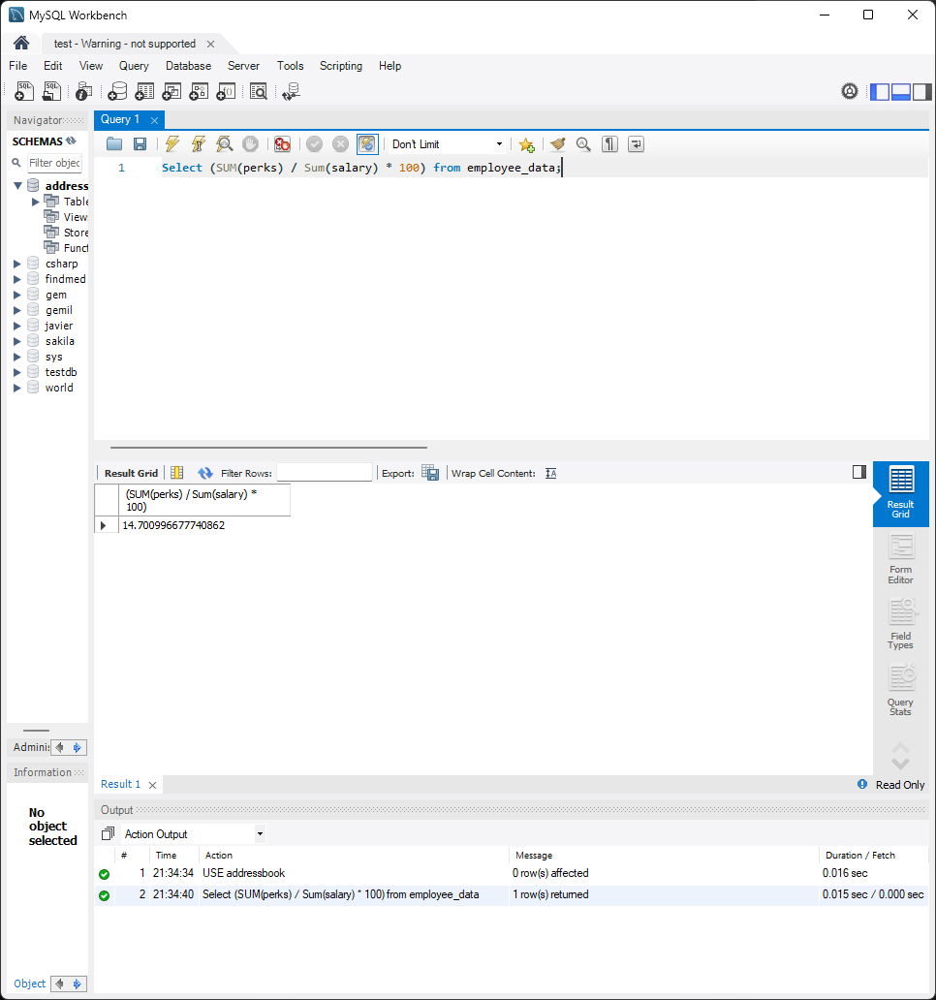 MySQL Workbench
test - Warning - not supported
File Edit View Query Database Server Tools Scripting Help
SQL SQL
Navigator
SCHEMAS
Filter objec
address
Table
View
Store
Funct
csharp
findmed
gem
gemil
javier
sakila
sys
testdb
world
Adminis
Information
No
object
selected
Object
Query 1
Don't Limit
1 Select (SUM(perks) / Sum(salary) * 100) from employee_data;
Result Grid Filter Rows: Export: Wrap Cell Content: IA
(SUM(perks) / Sum(salary) *
100)
14.700996677740862
Result
Grid
Form
Editor
Field
Types
Query
Stats
Result 1
Read Only
Output
Action Output
# Time Action Message Duration / Fetch
1 21:34:34 USE addressbook 0 row(s) affected 0.016 sec
2 21:34:40 Select (SUM(perks) / Sum(salary) * 100) from employee_data 1 row(s) returned 0.015 sec / 0.000 sec